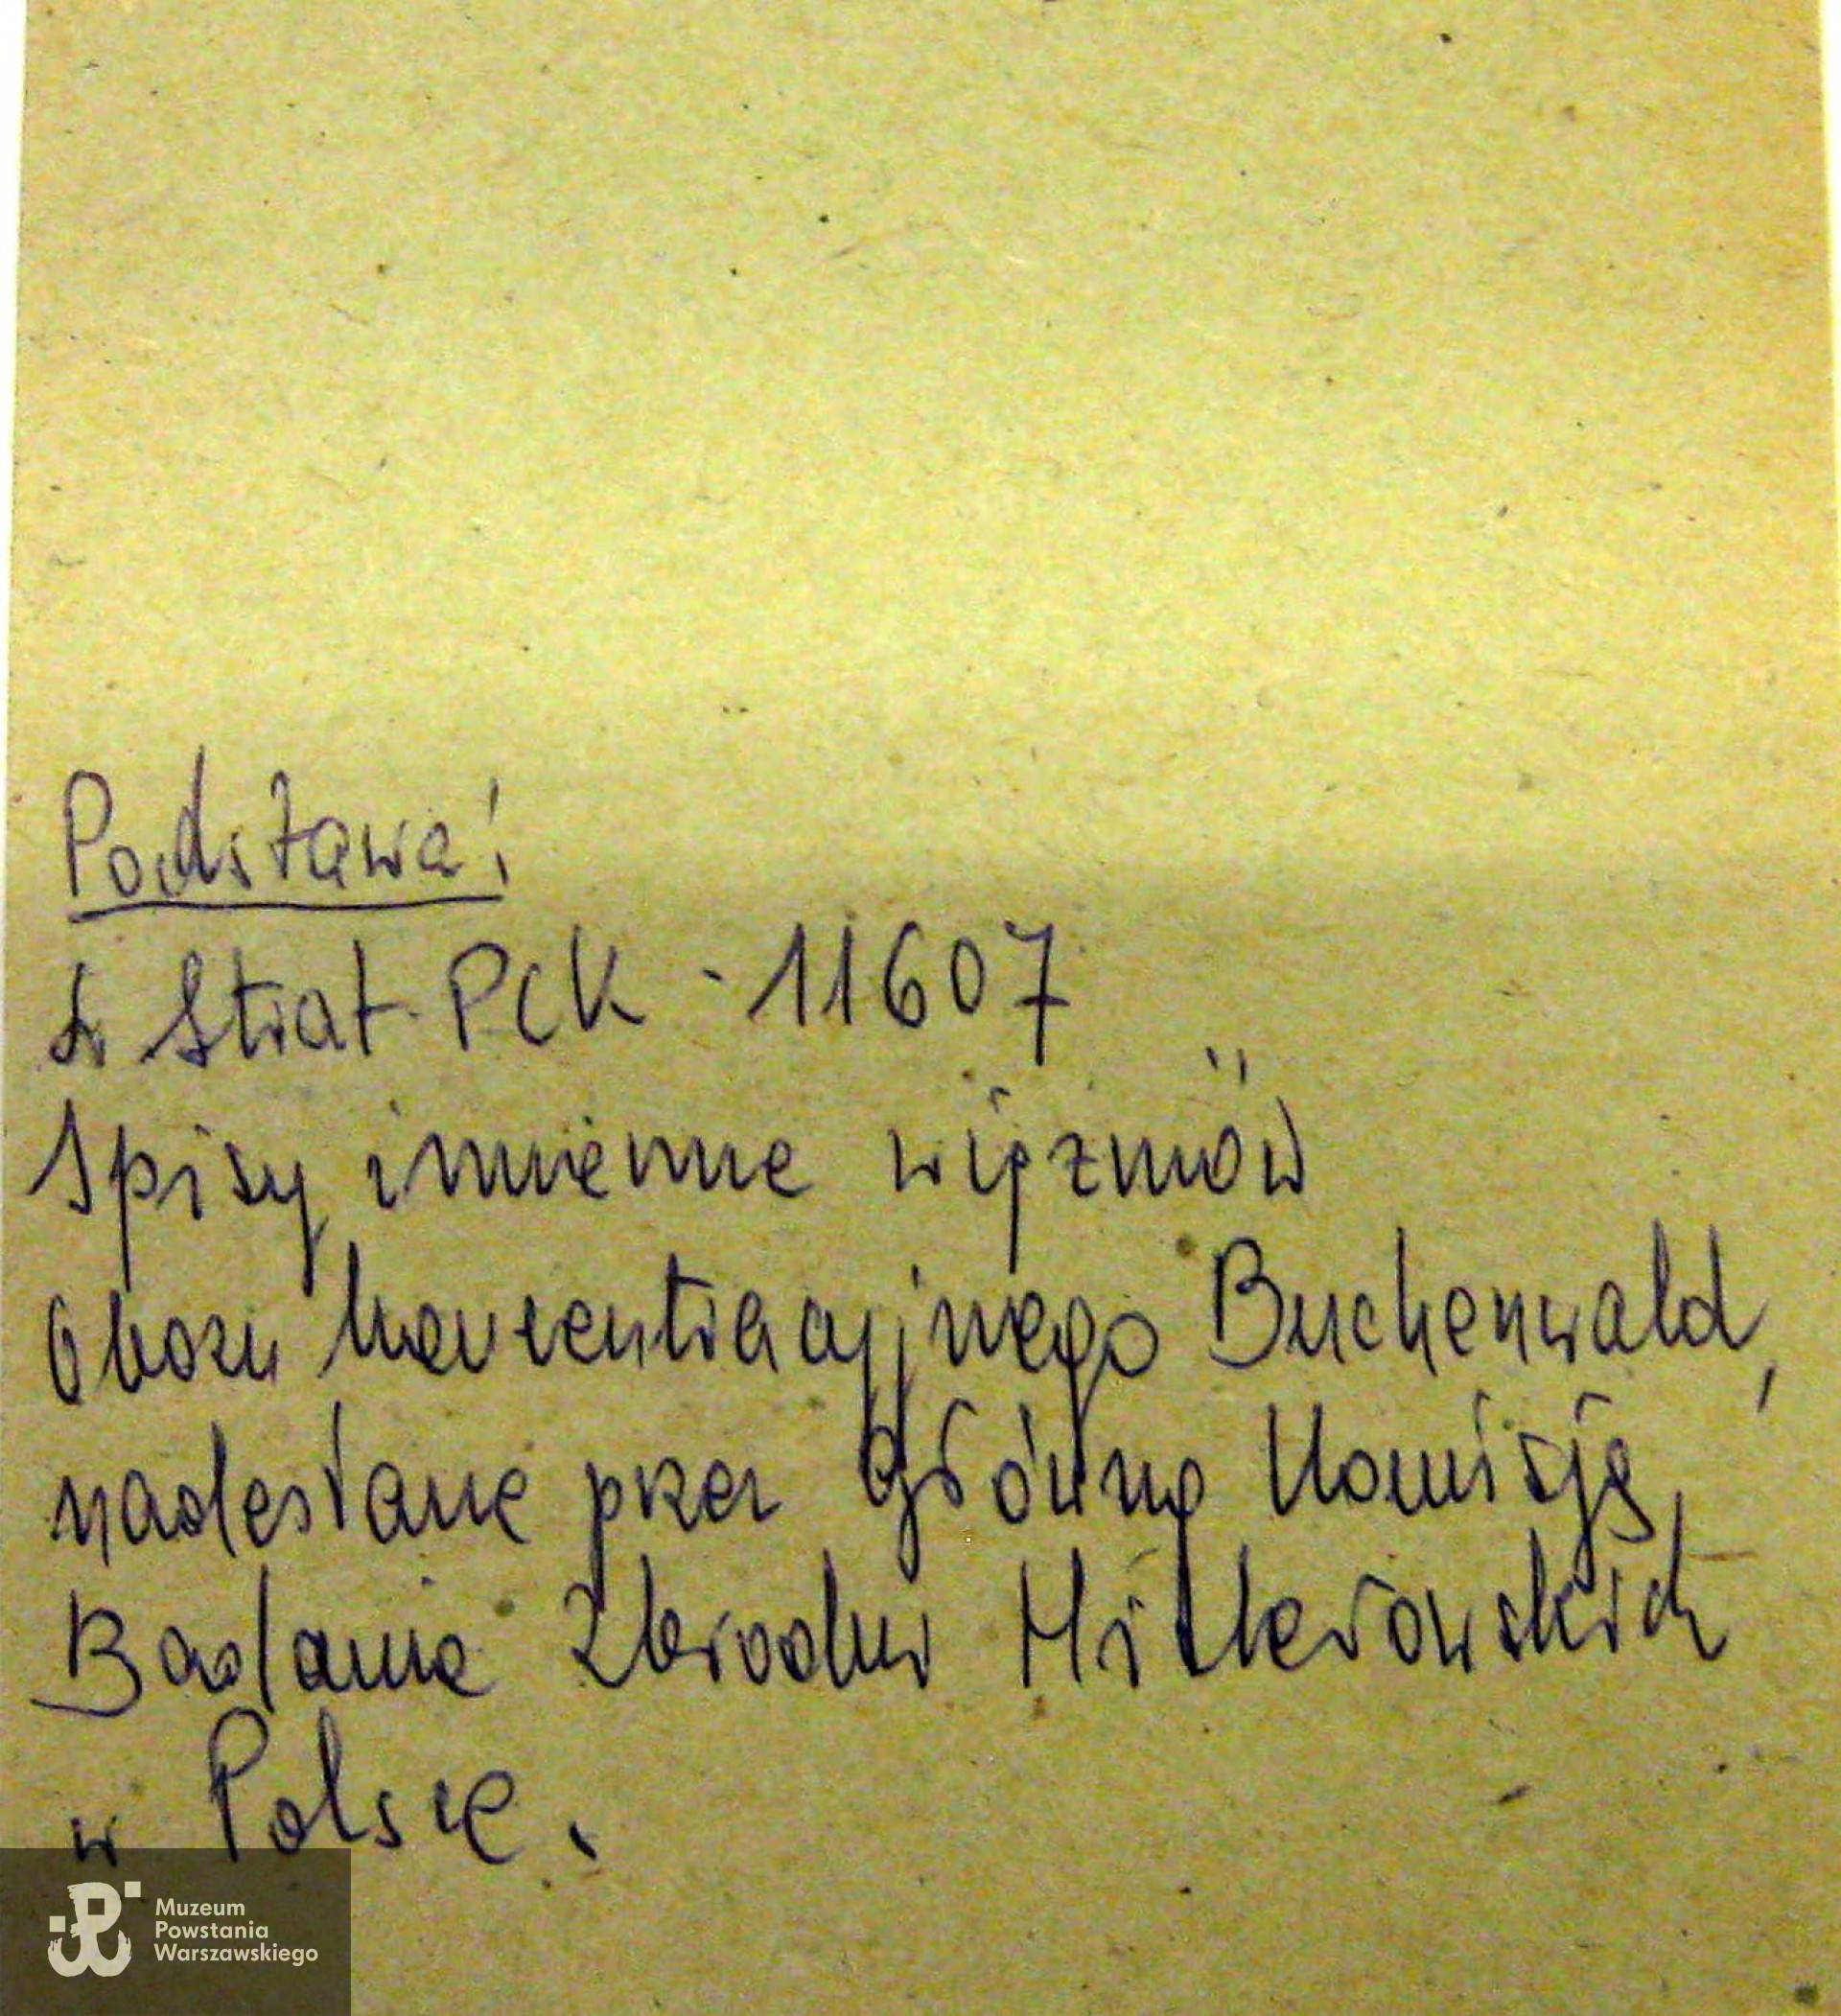 Podstawa:
Strat PCK - 11607
Spisy imienne więźniów
obozu koncentracyjnego Buchenwald,
nadesłane przez Główną Komisję
Badania Zbrodni Hitlerowskich
w Polsce.
Muzeum
Powstania
Warszawskiego